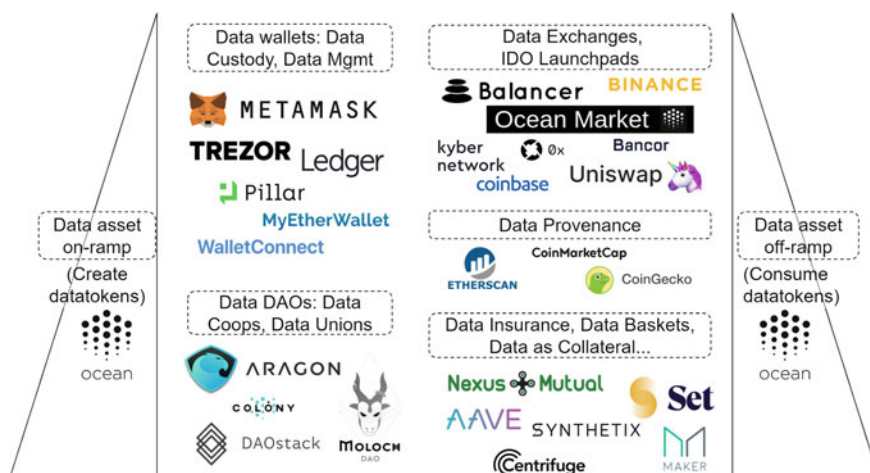 Data wallets: Data
Custody, Data Mgmt
METAMASK
TREZOR
Ledger
Pillar
MyEtherWallet
WalletConnect
Data Exchanges,
IDO Launchpads
Balancer
BINANCE
Ocean Market
kyber
network
0x
Bancor
coinbase
Uniswap
Data asset
on-ramp
(Create
datatokens)
ocean
Data Provenance
ETHERSCAN
CoinMarketCap
CoinGecko
Data asset
off-ramp
(Consume
datatokens)
ocean
Data DAOs: Data
Coops, Data Unions
ARAGON
COLONY
DAOstack
MOLOCH
DAO
Data Insurance, Data Baskets,
Data as Collateral...
Nexus Mutual
Set
AAVE
SYNTHETIX
MAKER
Centrifuge